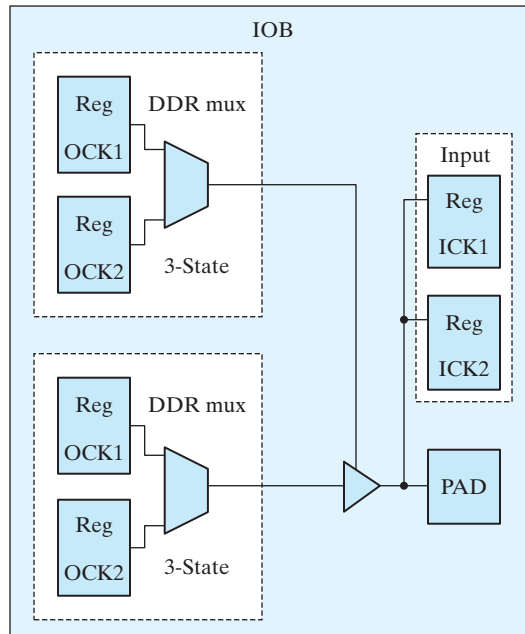 IOB
Reg
OCK1
DDR mux
Reg
OCK2
3-State
Input
Reg
ICK1
Reg
ICK2
Reg
OCK1
DDR mux
Reg
OCK2
3-State
PAD